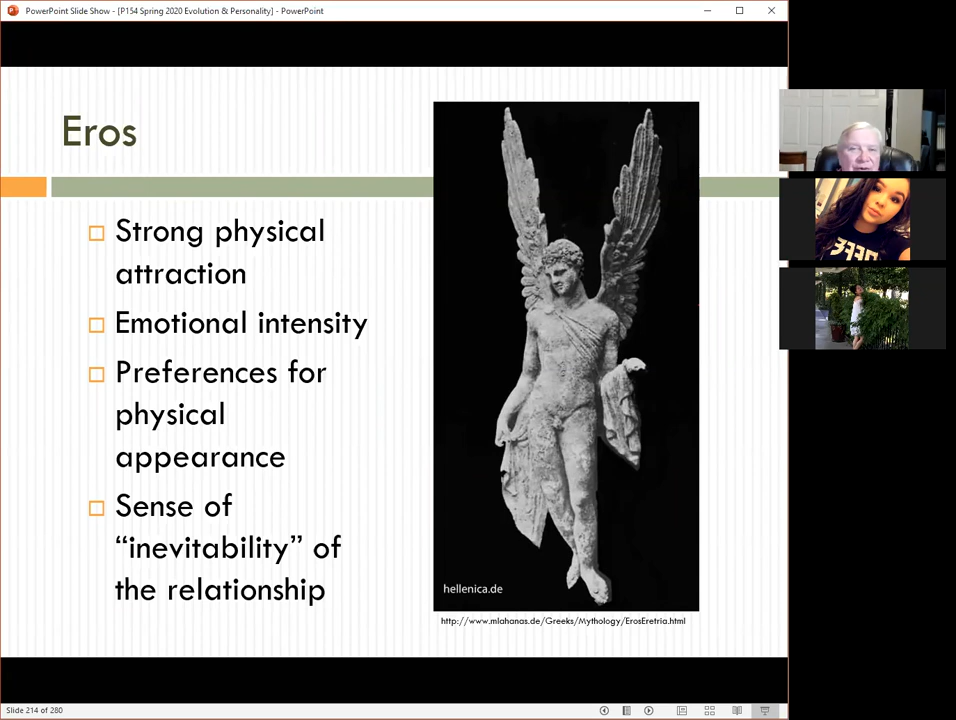 PowerPoint Slide Show - [P154 Spring 2020 Evolution & Personality] - PowerPoint
Eros
Strong physical
attraction
Emotional intensity
Preferences for
physical
appearance
Sense of
“inevitability” of
the relationship
hellenica.de
http://www.mlahanas.de/Greeks/Mythology/ErosEretria.html
Slide 214 of 280